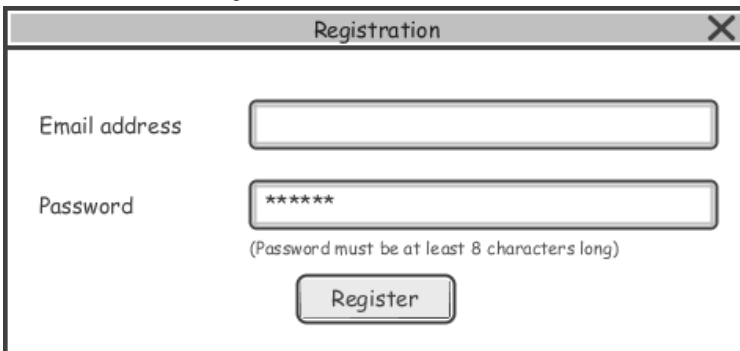 Registration
Email address
Password
******
(Password must be at least 8 characters long)
Register